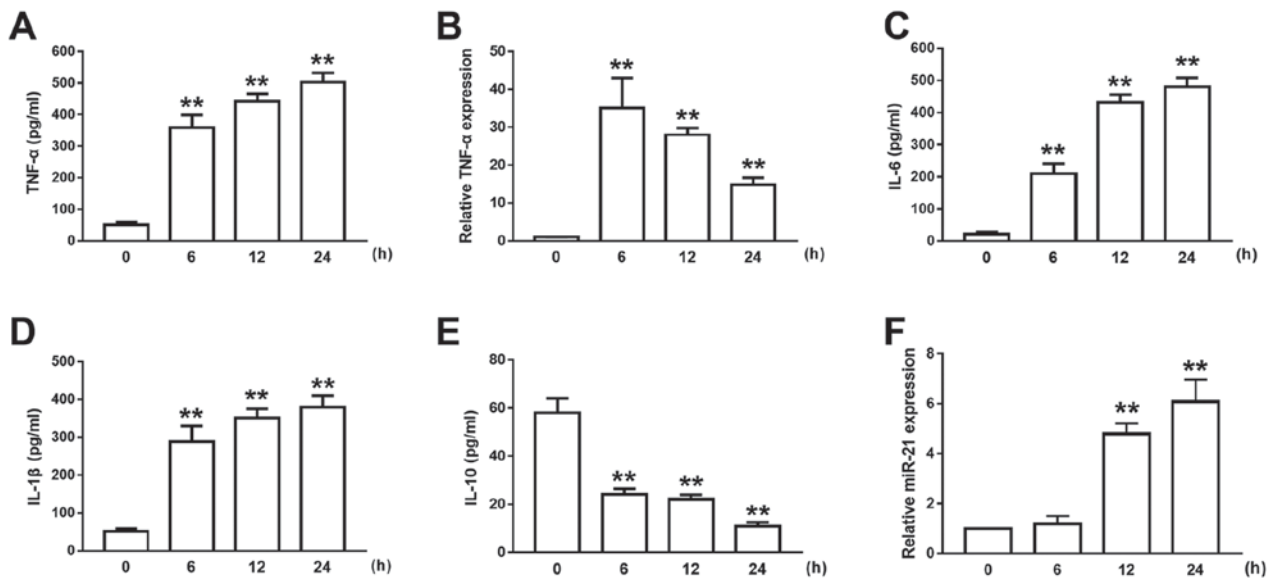 A
B
C
600
500
400
300
200
100
0
TNF-α (pg/ml)
**
**
**
0 6 12 24 (h)
50
40
30
20
10
0
Relative TNF-α expression
**
**
**
0 6 12 24 (h)
600
500
400
300
200
100
0
IL-6 (pg/ml)
**
**
**
0 6 12 24 (h)
D
E
F
500
400
300
200
100
0
IL-1β (pg/ml)
**
**
**
0 6 12 24 (h)
80
60
40
20
0
IL-10 (pg/ml)
**
**
**
0 6 12 24 (h)
8
6
4
2
0
Relative miR-21 expression
**
**
0 6 12 24 (h)